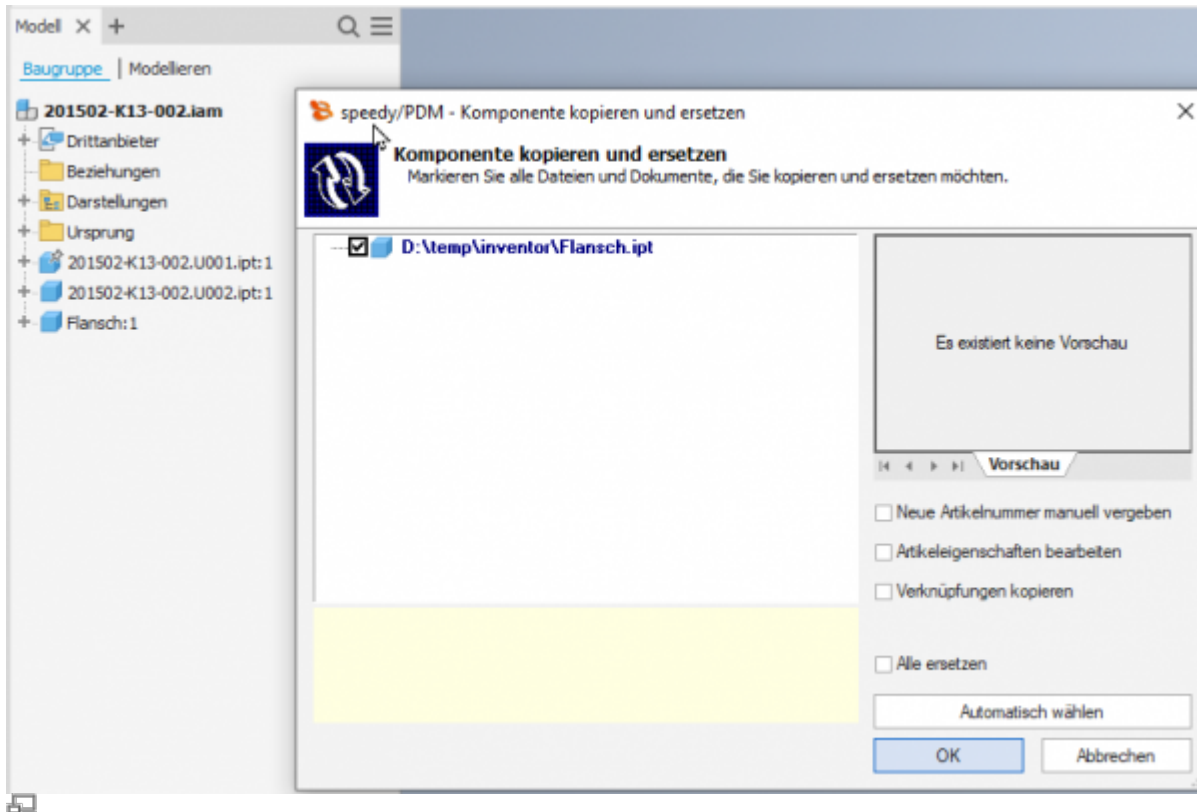 Modell
Baugruppe | Modellieren
201502-K13-002.iam
Drittanbieter
Beziehungen
Darstellungen
Ursprung
201502-K13-002.U001.ipt:1
201502-K13-002.U002.ipt:1
Flansch:1
speedy/PDM - Komponente kopieren und ersetzen
Komponente kopieren und ersetzen
Markieren Sie alle Dateien und Dokumente, die Sie kopieren und ersetzen möchten.
D:\temp\inventor\Flansch.ipt
Es existiert keine Vorschau
Vorschau
Neue Artikelnummer manuell vergeben
Artikeleigenschaften bearbeiten
Verknüpfungen kopieren
Alle ersetzen
Automatisch wählen
OK
Abbrechen